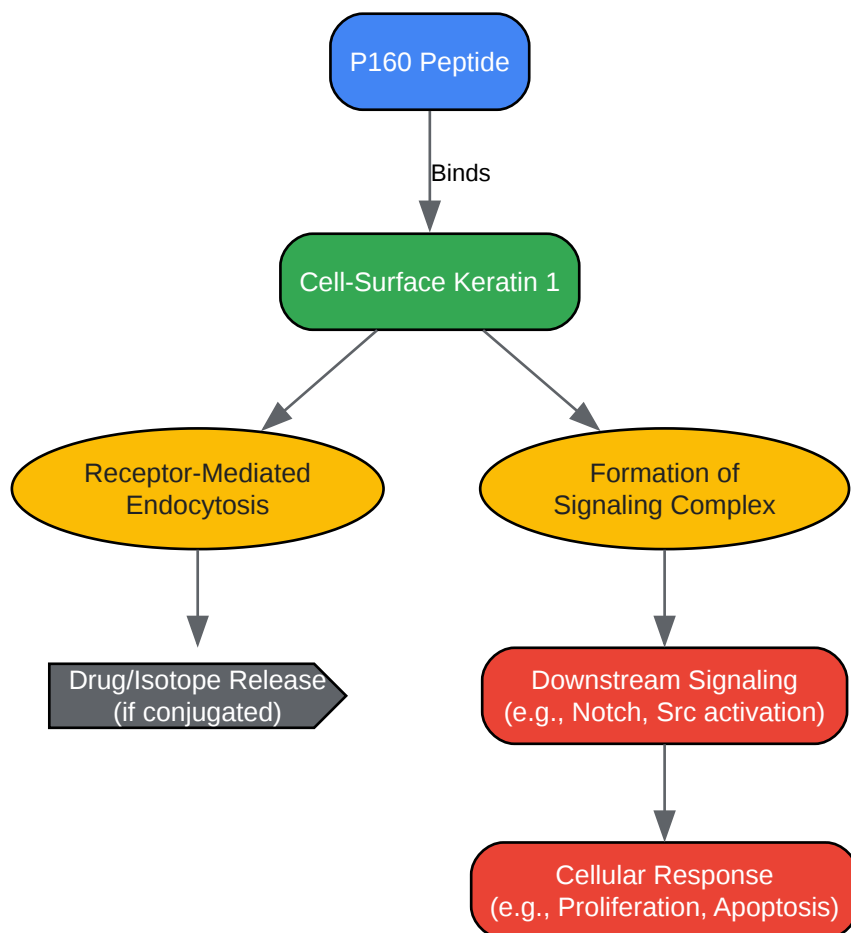 P160 Peptide
Binds
Cell-Surface Keratin 1
Receptor-Mediated
Endocytosis
Formation of
Signaling Complex
Drug/Isotope Release
(if conjugated)
Downstream Signaling
(e.g., Notch, Src activation)
Cellular Response
(e.g., Proliferation, Apoptosis)